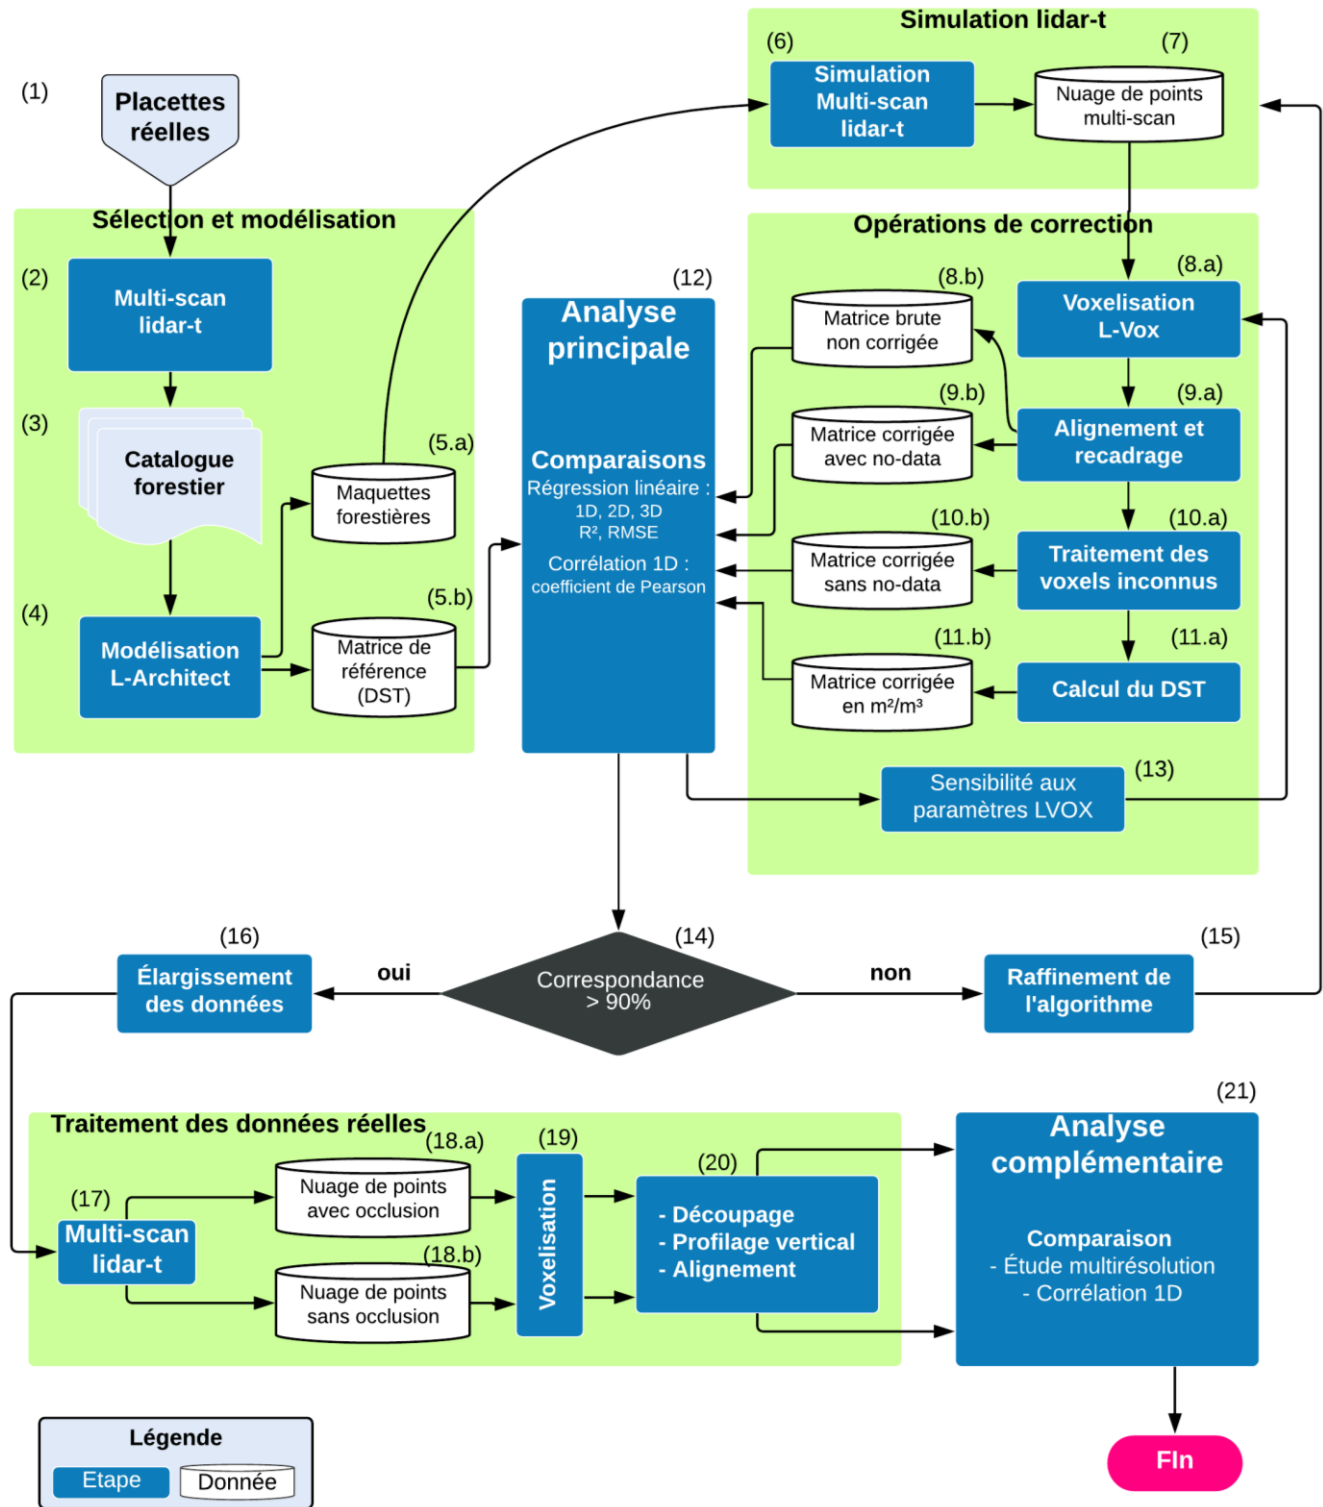 Simulation lidar-t
(6)
(7)
Simulation
Multi-scan
lidar-t
Nuage de points
multi-scan
(1)
Placettes
réelles
Sélection et modélisation
(2)
Multi-scan
lidar-t
(3)
Catalogue
forestier
(5.a)
Maquettes
forestières
(4)
Modélisation
L-Architect
(5.b)
Matrice de
référence
(DST)
(12)
Analyse
principale
Comparaisons
Régression linéaire :
1D, 2D, 3D
R², RMSE
Corrélation 1D :
coefficient de Pearson
Opérations de correction
(8.b)
(8.a)
Matrice brute
non corrigée
Voxelisation
L-Vox
(9.b)
(9.a)
Matrice corrigée
avec no-data
Alignement et
recadrage
(10.b)
(10.a)
Matrice corrigée
sans no-data
Traitement des
voxels inconnus
(11.b)
(11.a)
Matrice corrigée
en m²/m³
Calcul du DST
(13)
Sensibilité aux
paramètres LVOX
(16)
Élargissement
des données
oui
(14)
Correspondance
> 90%
non
(15)
Raffinement de
l'algorithme
Traitement des données réelles
(17)
Multi-scan
lidar-t
(18.a)
Nuage de points
avec occlusion
(18.b)
Nuage de points
sans occlusion
(19)
Voxelisation
(20)
- Découpage
- Profilage vertical
- Alignement
(21)
Analyse
complémentaire
Comparaison
- Étude multirésolution
- Corrélation 1D
FIn
Légende
Etape
Donnée